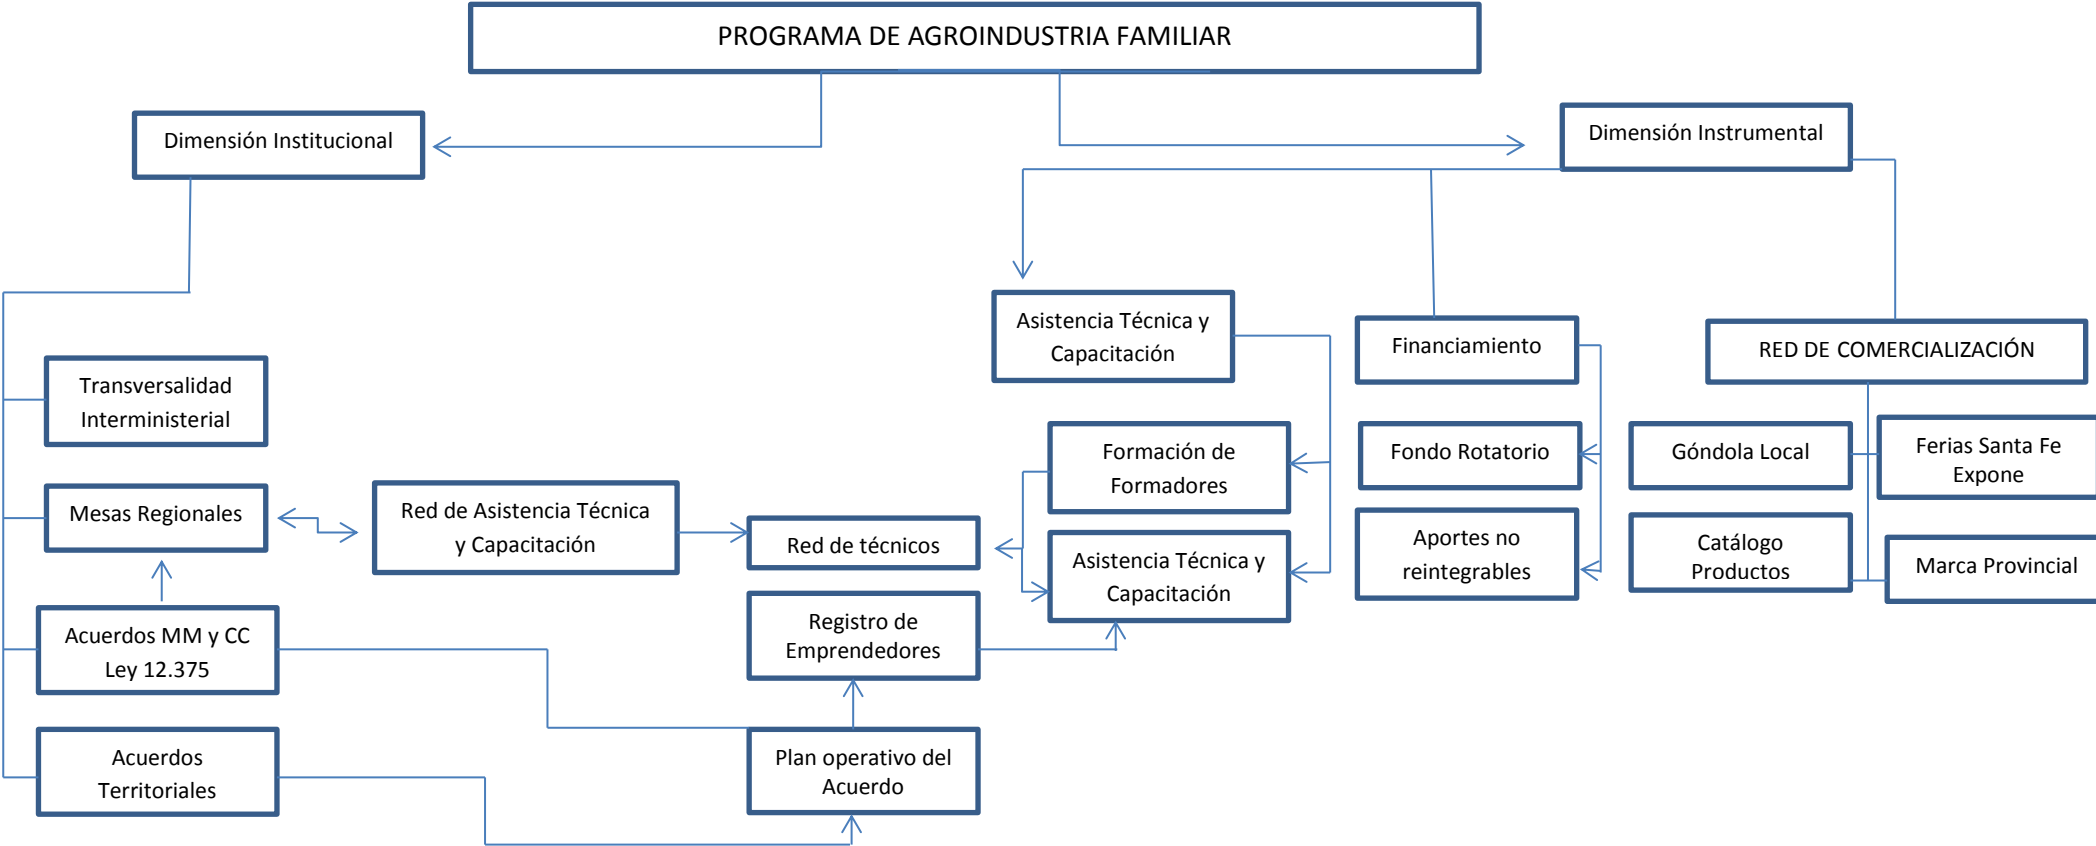 PROGRAMA DE AGROINDUSTRIA FAMILIAR
Dimensión Institucional
Dimensión Instrumental
Asistencia Técnica y
Capacitación
Financiamiento
RED DE COMERCIALIZACIÓN
Transversalidad
Interministerial
Formación de
Formadores
Fondo Rotatorio
Góndola Local
Ferias Santa Fe
Expone
Mesas Regionales
Red de Asistencia Técnica
y Capacitación
Red de técnicos
Asistencia Técnica y
Capacitación
Aportes no
reintegrables
Catálogo
Productos
Marca Provincial
Acuerdos MM y CC
Ley 12.375
Registro de
Emprendedores
Acuerdos
Territoriales
Plan operativo del
Acuerdo